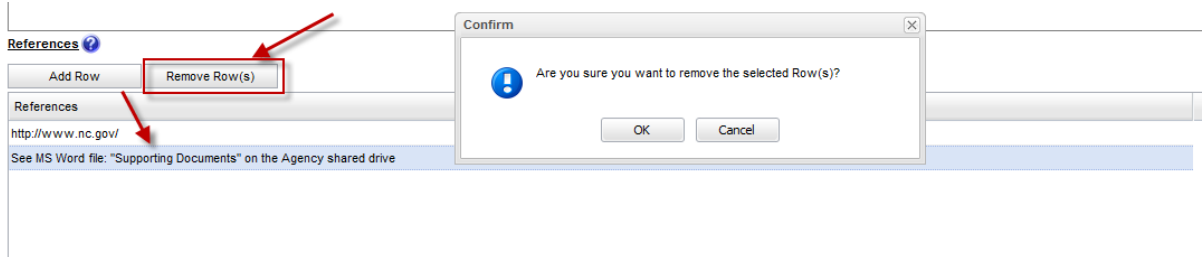 References
Add Row
Remove Row(s)
References
http://www.nc.gov/
See MS Word file: "Supporting Documents" on the Agency shared drive
Confirm
Are you sure you want to remove the selected Row(s)?
OK
Cancel